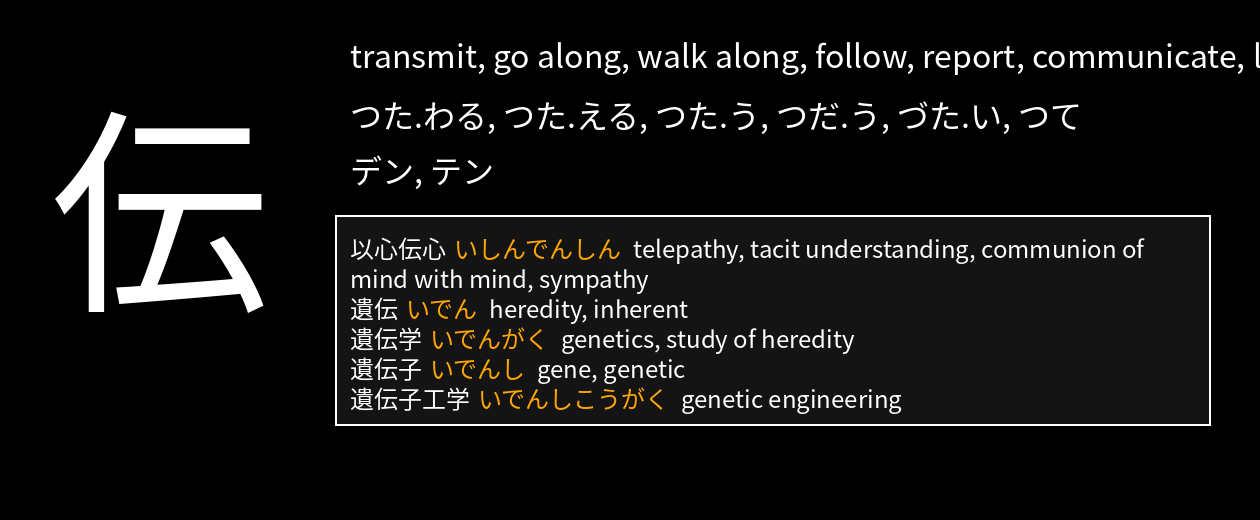 伝
transmit, go along, walk along, follow, report, communicate,
つた.わる, つた.える, つた.う, つだ.う, づた.い, つて
デン, テン
以心伝心 いしんでんしん telepathy, tacit understanding, communion of
mind with mind, sympathy
遺伝 いでん heredity, inherent
遺伝学 いでんがく genetics, study of heredity
遺伝子 いでんし gene, genetic
遺伝子工学 いでんしこうがく genetic engineering